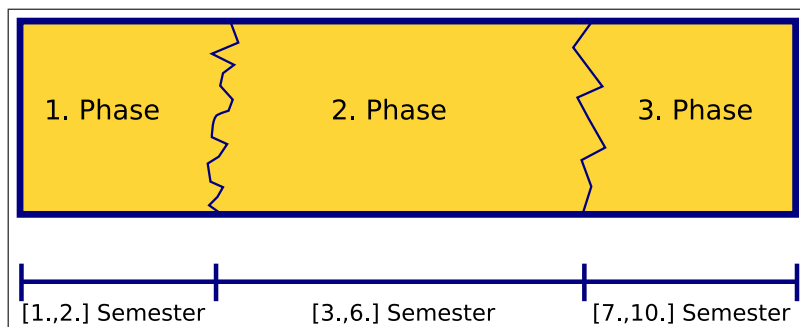 1. Phase 2. Phase 3. Phase
[1.,2.] Semester [3.,6.] Semester [7.,10.] Semester